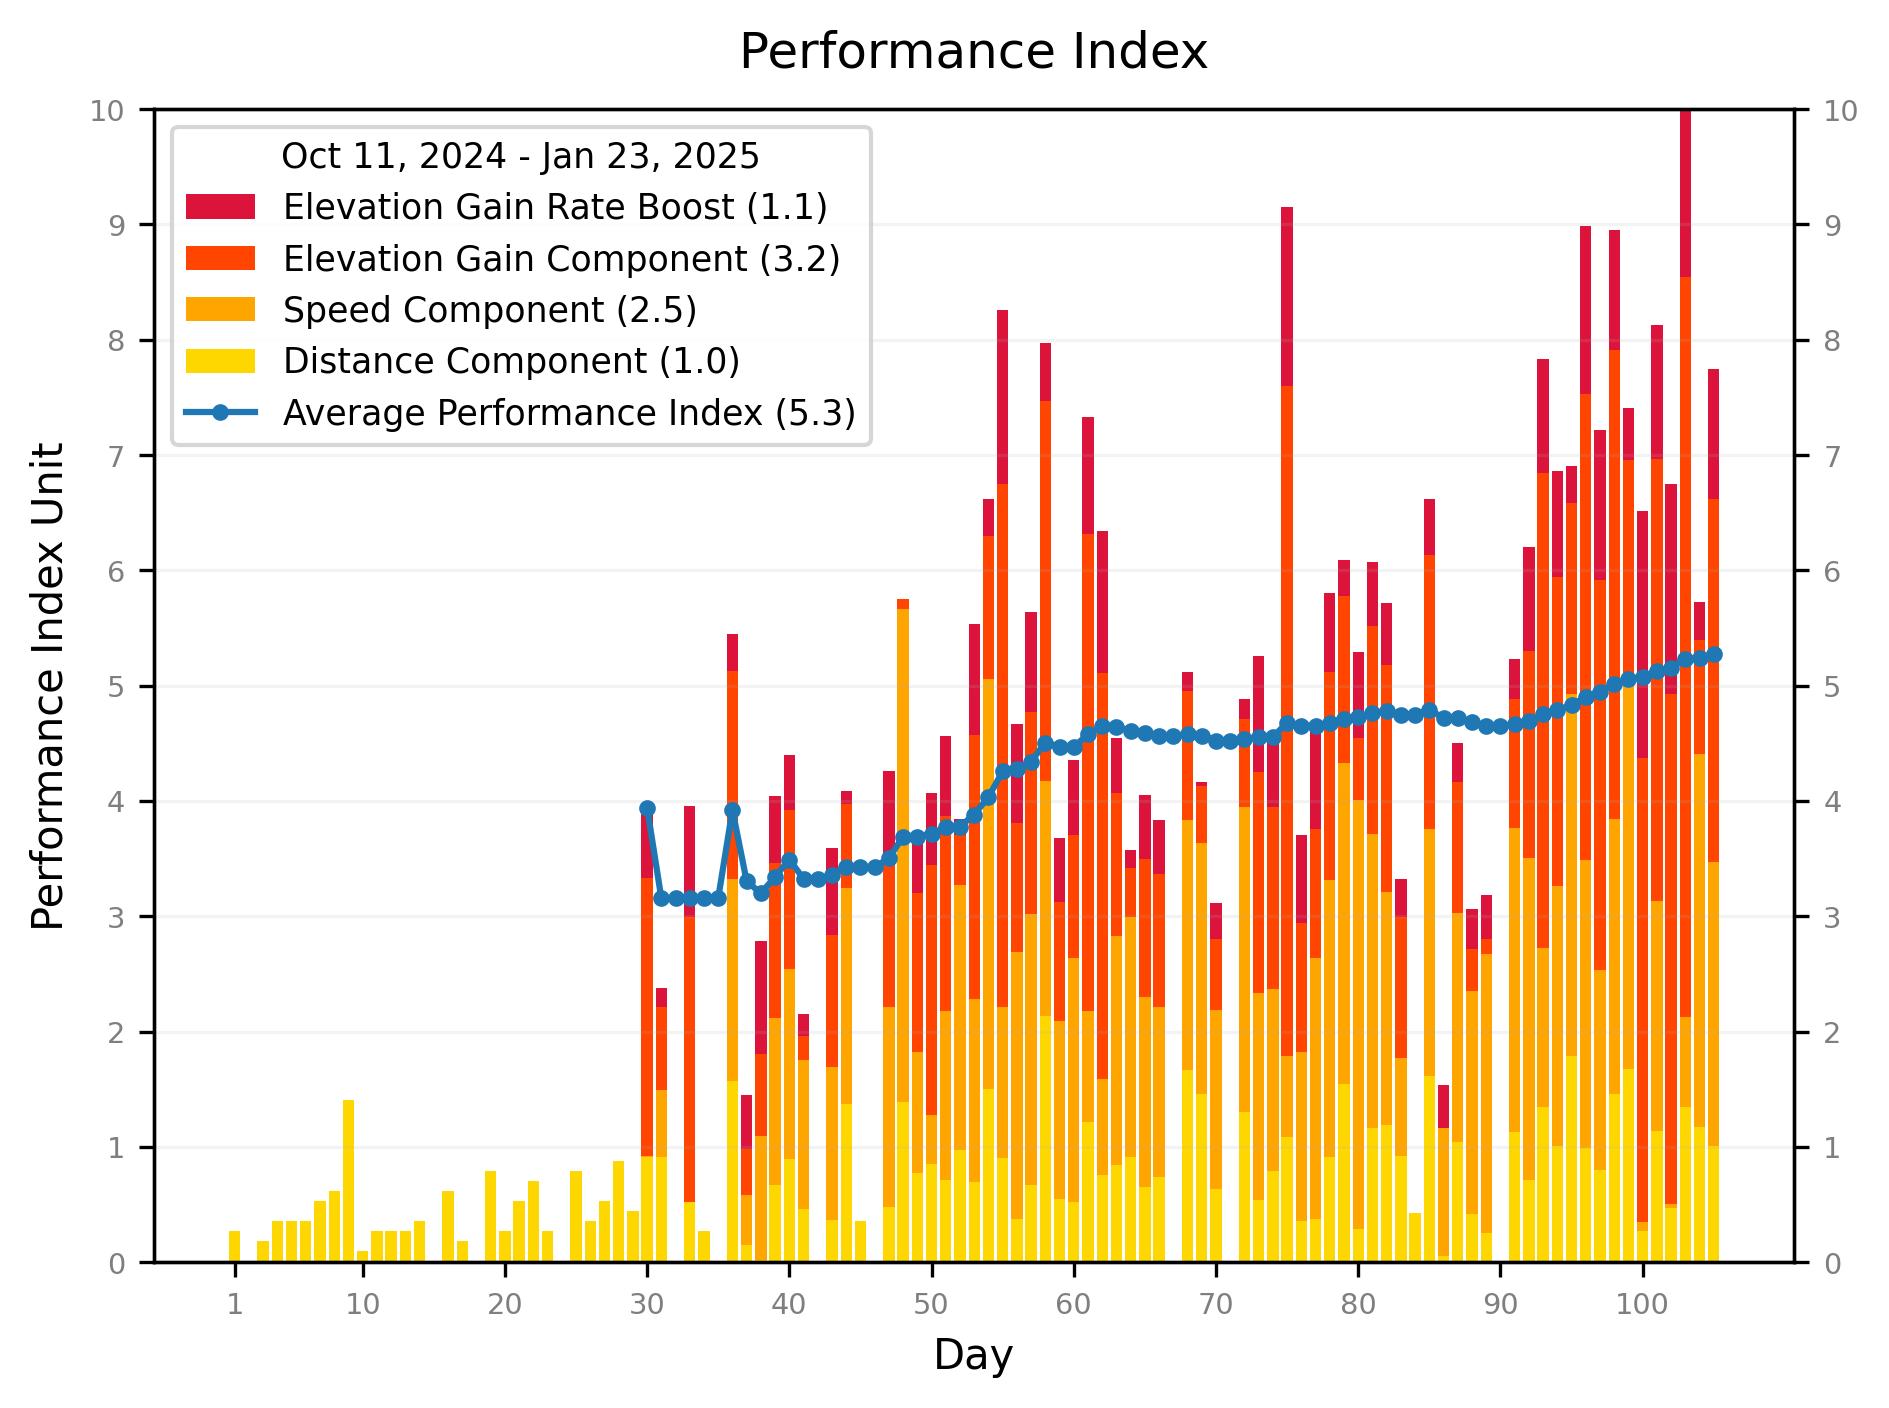 Performance Index
Oct 11, 2024 - Jan 23, 2025
Elevation Gain Rate Boost (1.1)
Elevation Gain Component (3.2)
Speed Component (2.5)
Distance Component (1.0)
Average Performance Index (5.3)
Performance Index Unit
10
9
8
7
6
5
4
3
2
1
0
10
9
8
7
6
5
4
3
2
1
0
1 10 20 30 40 50 60 70 80 90 100
Day